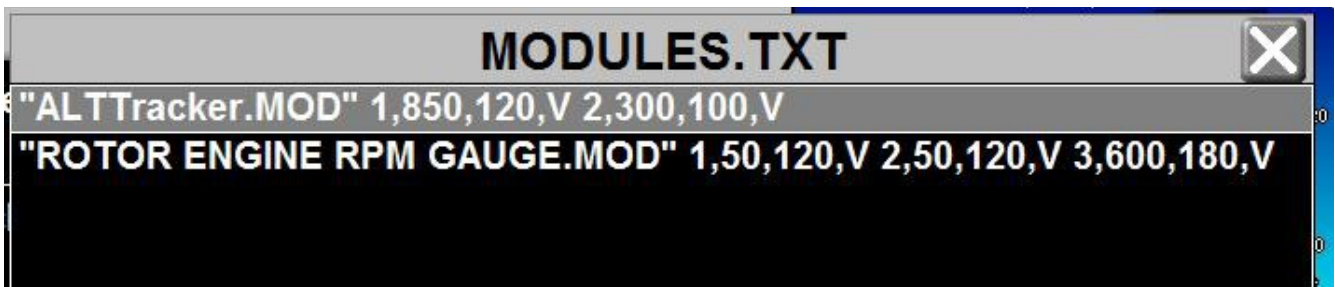 MODULES.TXT
"ALTTracker.MOD" 1,850,120,V 2,300,100,V
"ROTOR ENGINE RPM GAUGE.MOD" 1,50,120,V 2,50,120,V 3,600,180,V